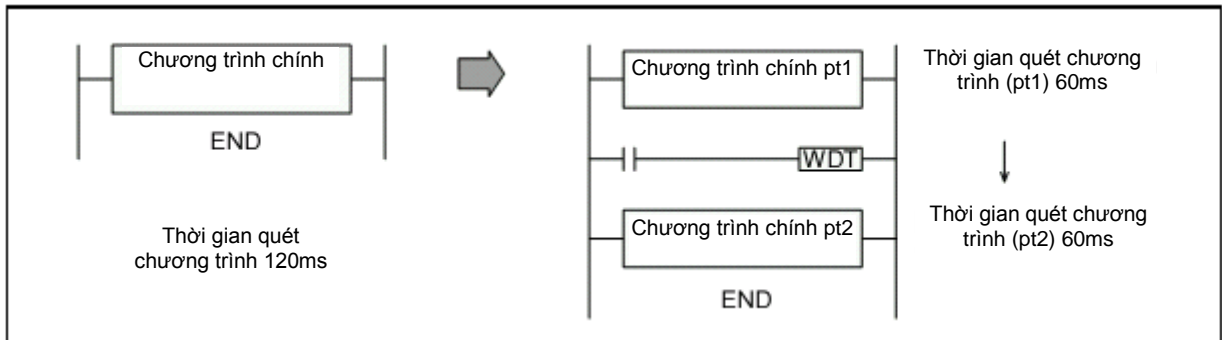 Chương trình chính
END
Thời gian quét
chương trình 120ms
Chương trình chính pt1
WDT
Chương trình chính pt2
END
Thời gian quét chương
trình (pt1) 60ms
Thời gian quét chương
trình (pt2) 60ms